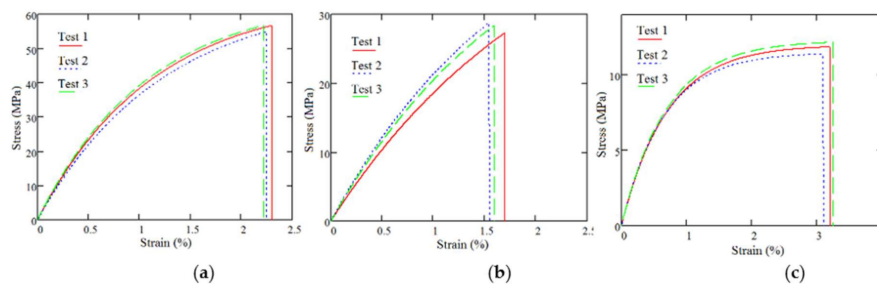 60
50
40
30
20
10
0
Stress (MPa)
Test 1
Test 2
Test 3
0 0.5 1 1.5 2 2.5
Strain (%)
(a)
30
20
10
0
Stress (MPa)
Test 1
Test 2
Test 3
0 0.5 1 1.5 2 2.5
Strain (%)
(b)
10
5
0
Stress (MPa)
Test 1
Test 2
Test 3
0 1 2 3
Strain (%)
(c)